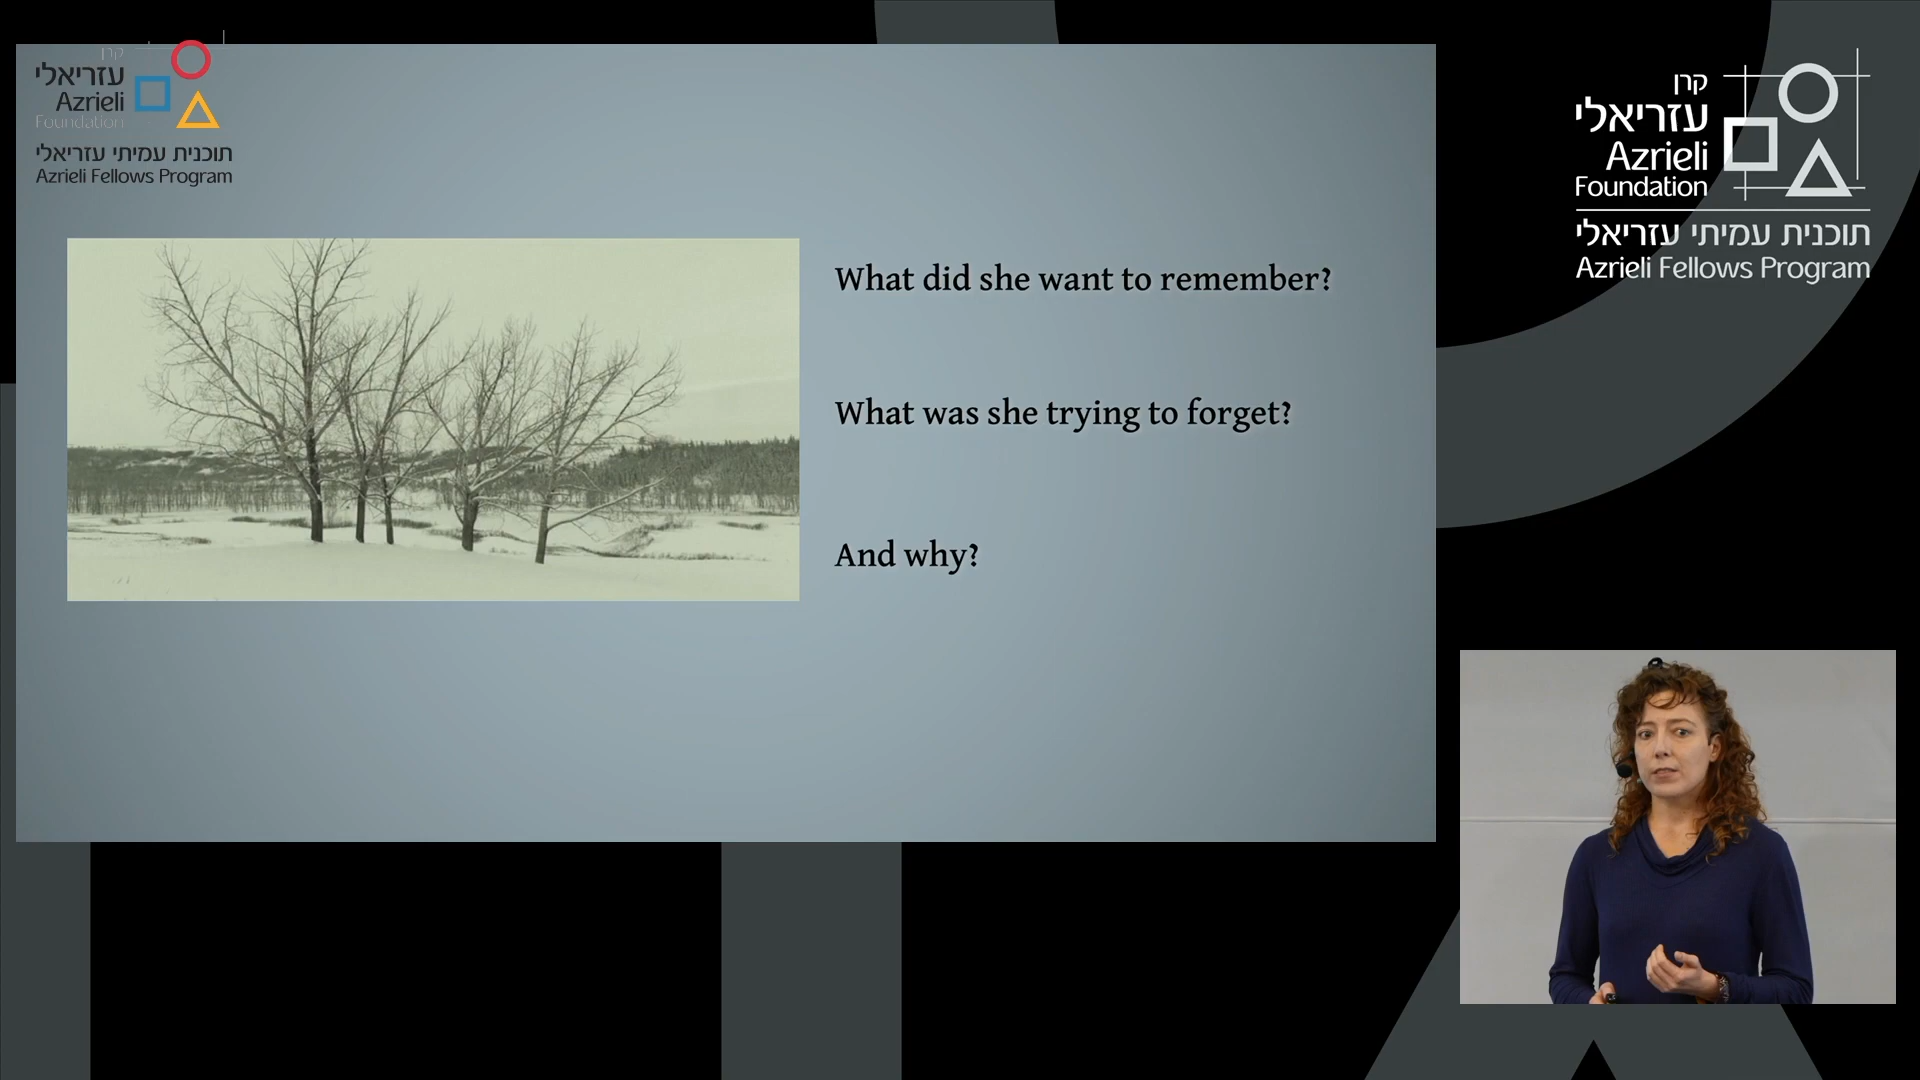 קרן
עזריאלי
Azrieli
Foundation
תוכנית עמיתי עזריאלי
Azrieli Fellows Program
What did she want to remember?
What was she trying to forget?
And why?
קרן
עזריאלי
Azrieli
Foundation
תוכנית עמיתי עזריאלי
Azrieli Fellows Program